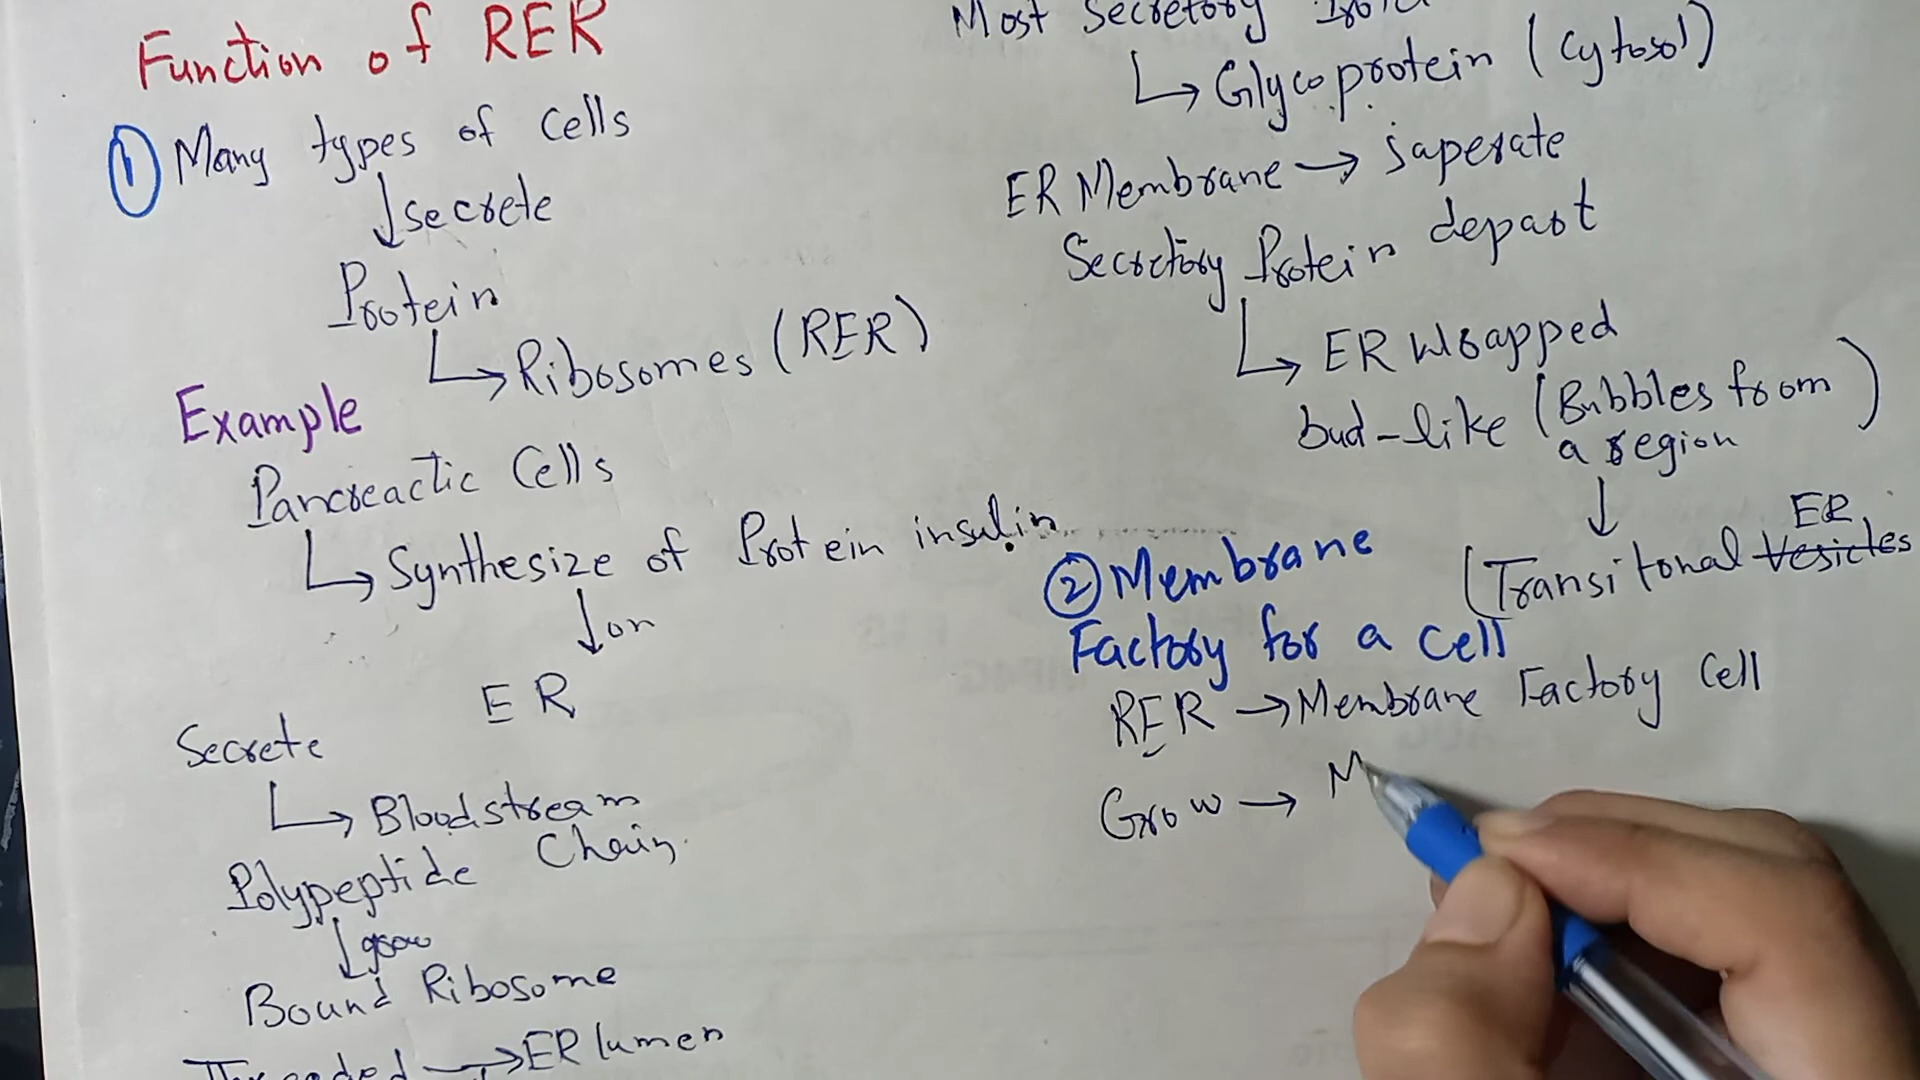 Function of RER
① Many types of cells
↓ secrete
Protein
↳ Ribosomes (RER)
Example
Pancreactic Cells
↳ Synthesize of Protein insulin
↓ on
ER
Secrete
↳ Bloodstream
Polypeptide Chain
↓ grow
Bound Ribosome
Threaded → ER lumen
Most Secretory
↳ Glycoprotein (Cytosol)
ER Membrane → saperate
Secretory Protein depart
↳ ER Wrapped
bud-like (Bubbles from
a region)
↓
ER
(Transitonal Vesicles
② Membrane
Factory for a cell
RER → Membrane Factory Cell
Grow → M